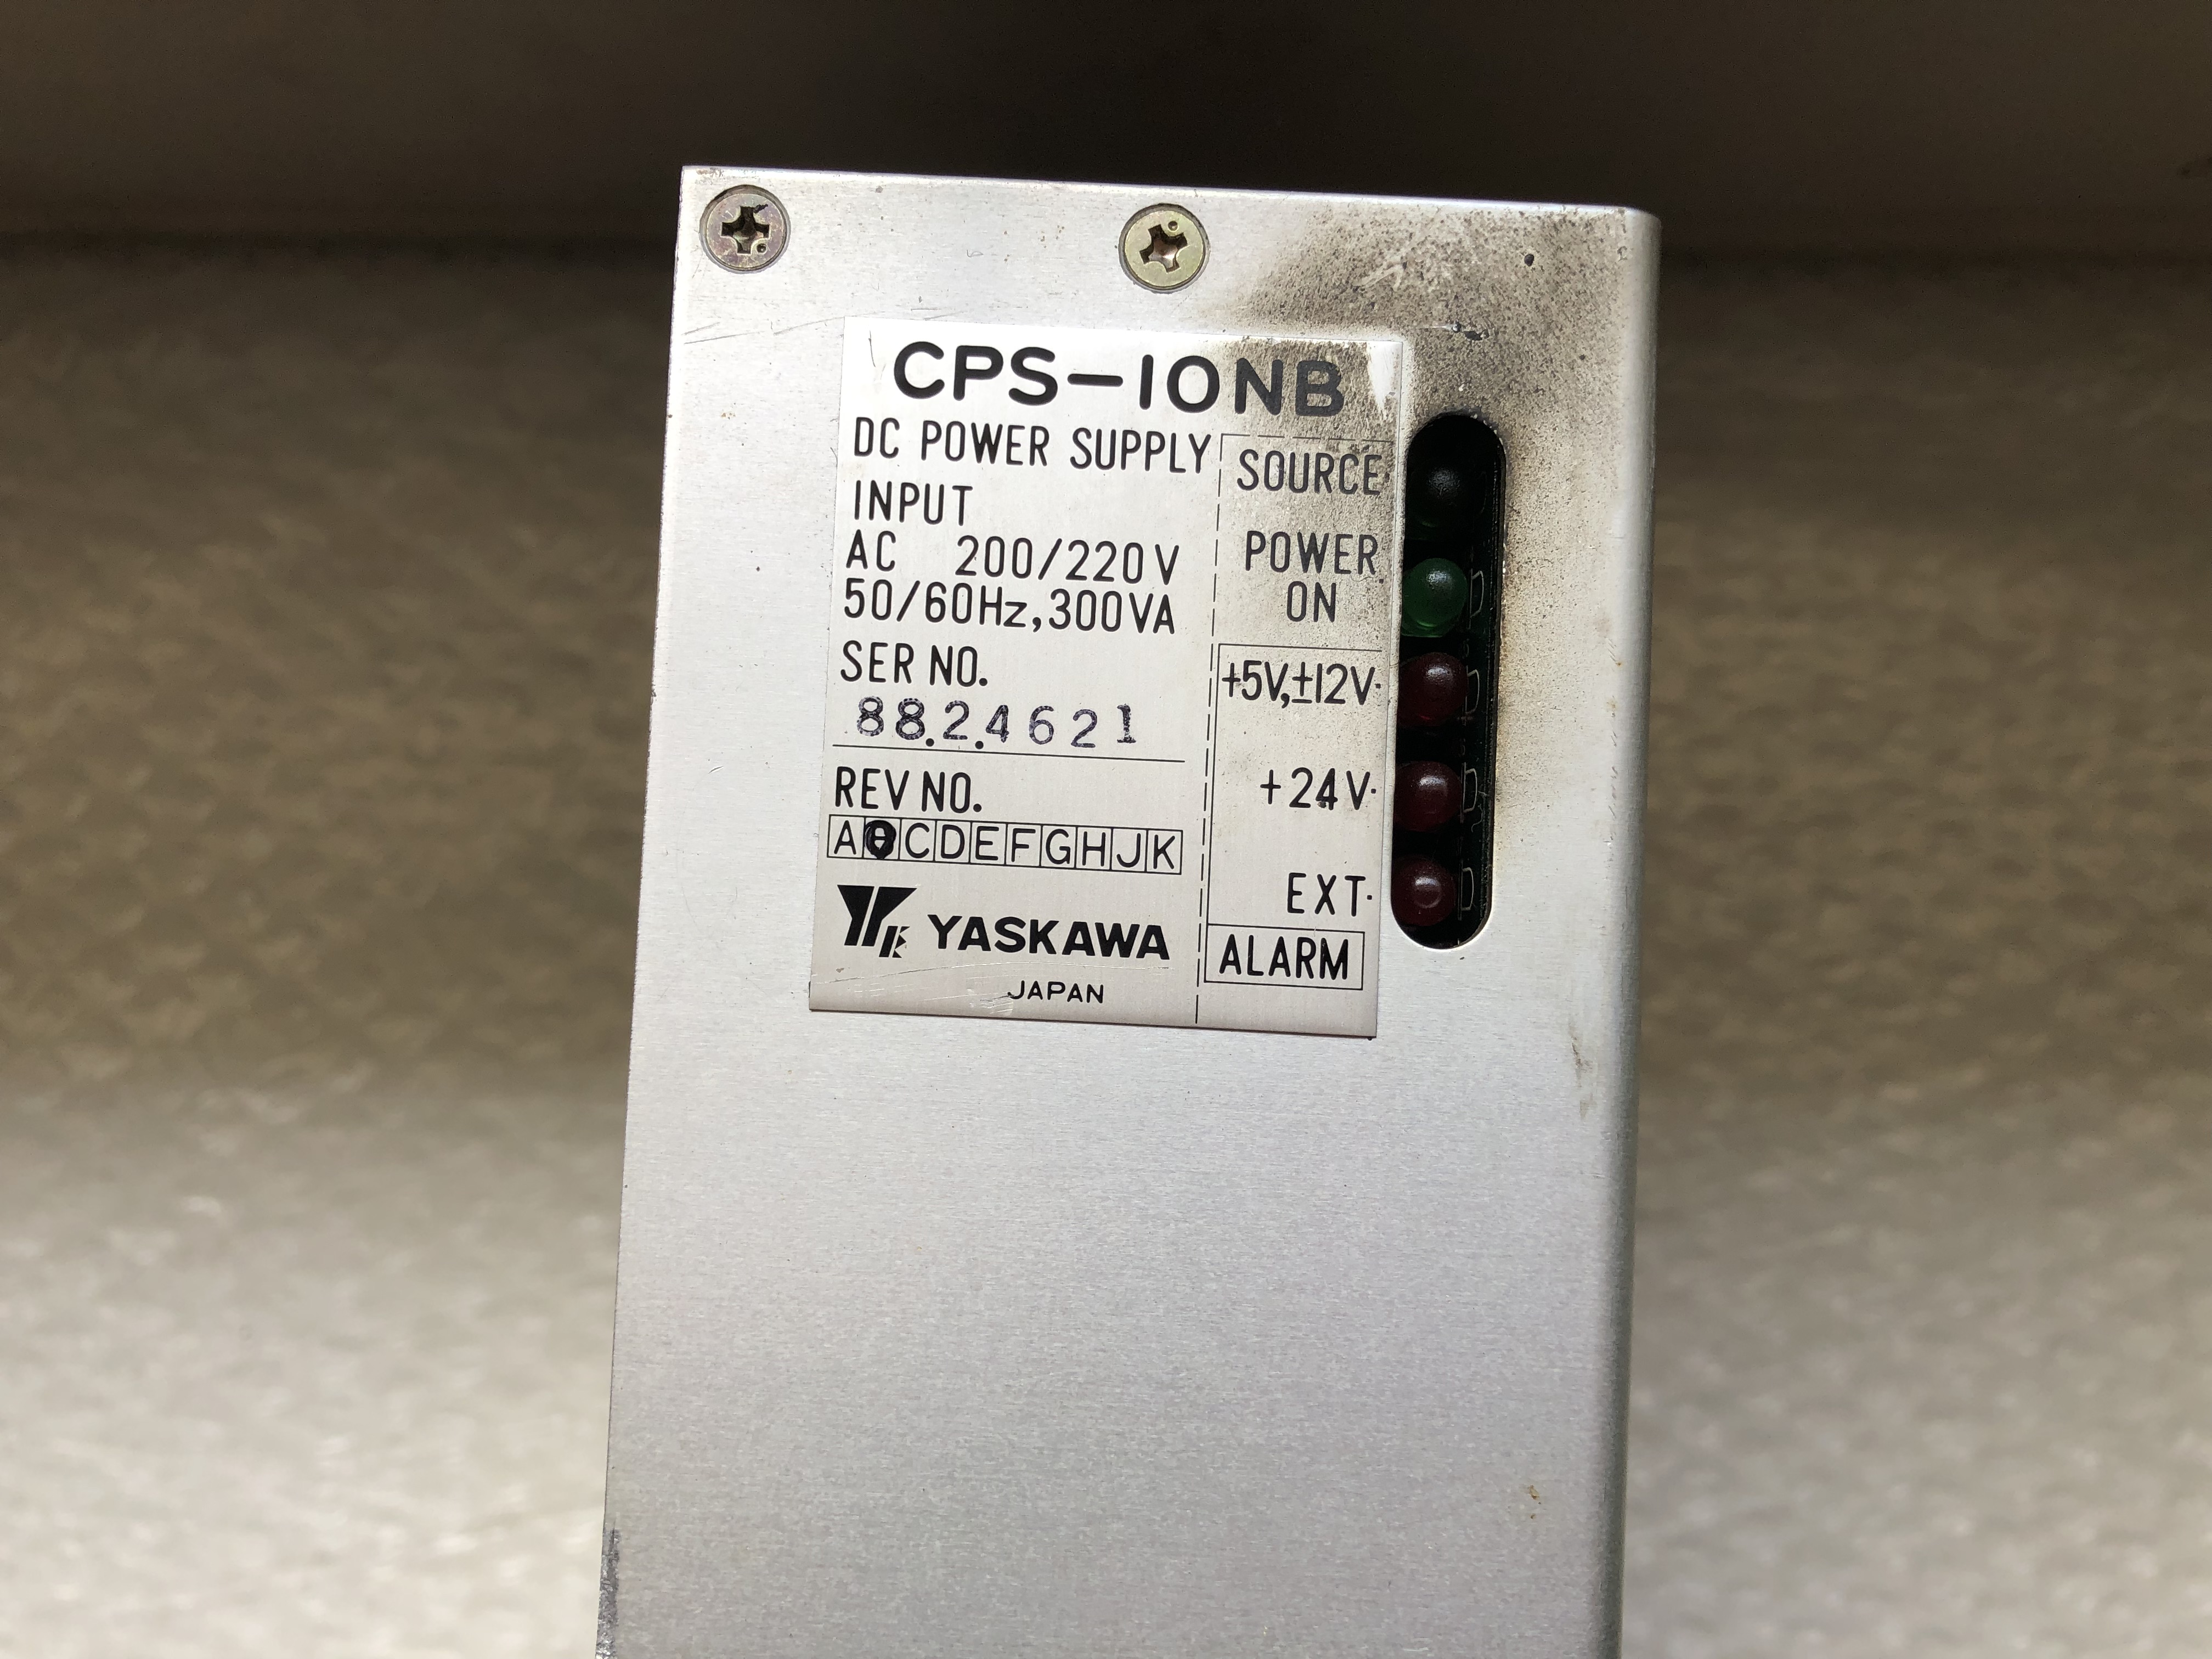 CPS-10NB
DC POWER SUPPLY
INPUT
AC 200/220V
50/60Hz,300VA
SER NO.
88.2.4621
REV NO.
A B C D E F G H J K
YASKAWA
JAPAN
SOURCE
POWER
ON
+5V,±12V
+24V
EXT
ALARM